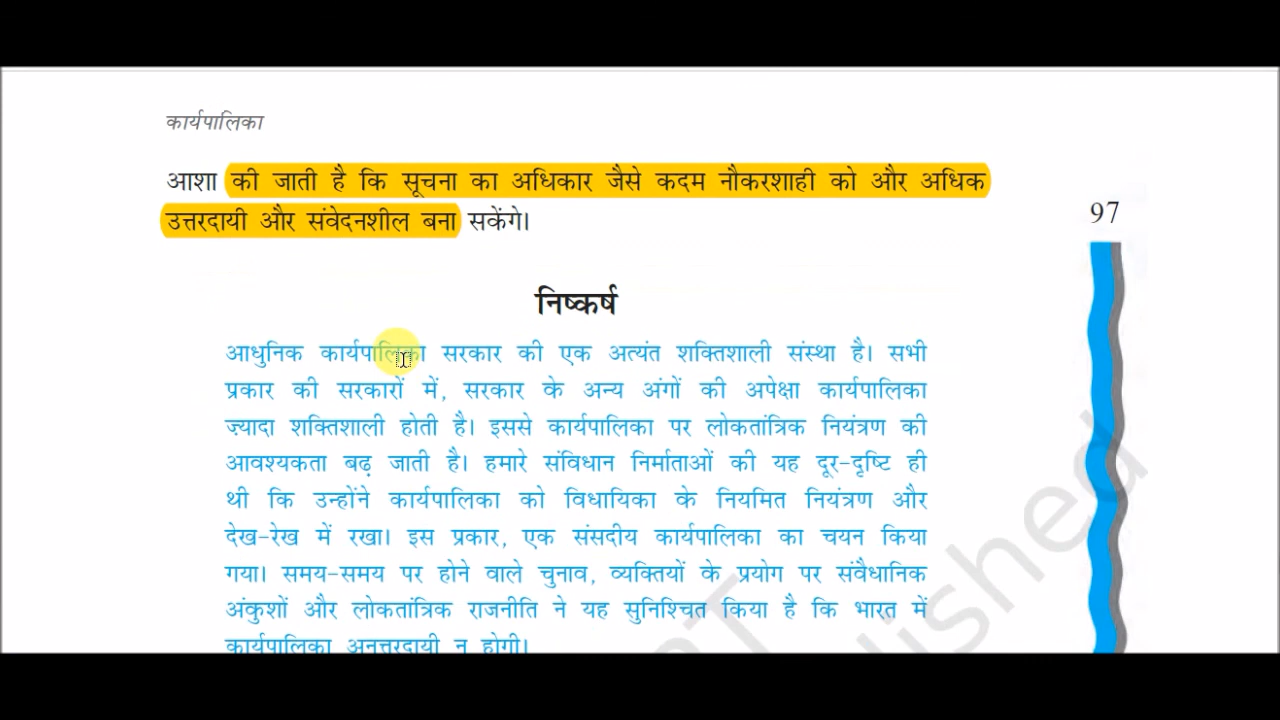 कार्यपालिका
आशा की जाती है कि सूचना का अधिकार जैसे कदम नौकरशाही को और अधिक
उत्तरदायी और संवेदनशील बना सकेंगे।
97
निष्कर्ष
आधुनिक कार्यपालिका सरकार की एक अत्यंत शक्तिशाली संस्था है। सभी
प्रकार की सरकारों में, सरकार के अन्य अंगों की अपेक्षा कार्यपालिका
ज़्यादा शक्तिशाली होती है। इससे कार्यपालिका पर लोकतांत्रिक नियंत्रण की
आवश्यकता बढ़ जाती है। हमारे संविधान निर्माताओं की यह दूर-दृष्टि ही
थी कि उन्होंने कार्यपालिका को विधायिका के नियमित नियंत्रण और
देख-रेख में रखा। इस प्रकार, एक संसदीय कार्यपालिका का चयन किया
गया। समय-समय पर होने वाले चुनाव, व्यक्तियों के प्रयोग पर संवैधानिक
अंकुशों और लोकतांत्रिक राजनीति ने यह सुनिश्चित किया है कि भारत में
कार्यपालिका अनुत्तरदायी न होगी।